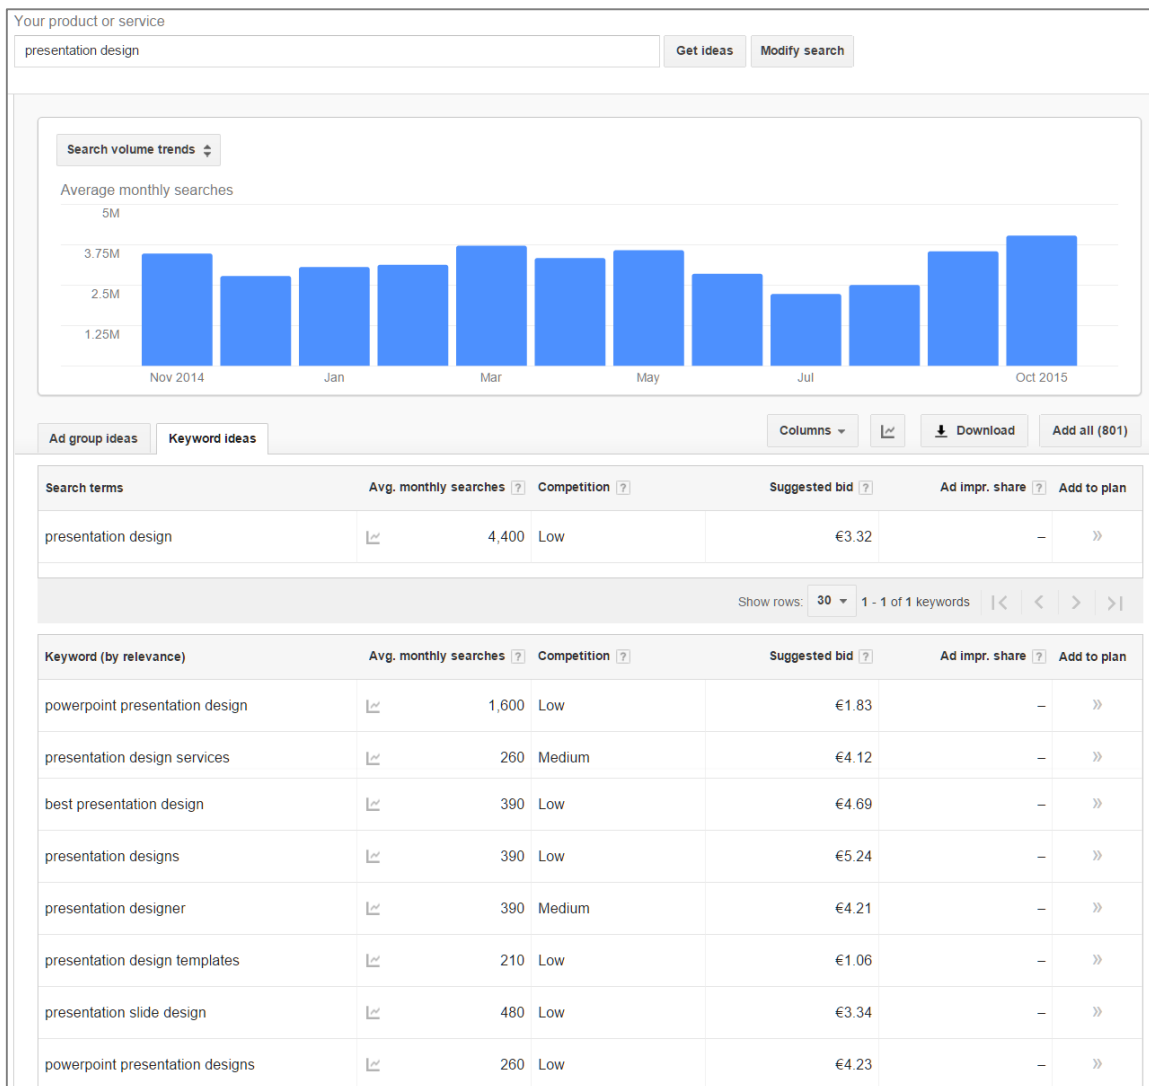 Your product or service
presentation design Get ideas Modify search
Search volume trends
Average monthly searches
5M
3.75M
2.5M
1.25M
Nov 2014 Jan Mar May Jul Oct 2015
Ad group ideas Keyword ideas Columns Download Add all (801)
Search terms Avg. monthly searches ? Competition ? Suggested bid ? Ad impr. share ? Add to plan
presentation design 4,400 Low €3.32 – »
Show rows: 30 1 - 1 of 1 keywords |< < > >|
Keyword (by relevance) Avg. monthly searches ? Competition ? Suggested bid ? Ad impr. share ? Add to plan
powerpoint presentation design 1,600 Low €1.83 – »
presentation design services 260 Medium €4.12 – »
best presentation design 390 Low €4.69 – »
presentation designs 390 Low €5.24 – »
presentation designer 390 Medium €4.21 – »
presentation design templates 210 Low €1.06 – »
presentation slide design 480 Low €3.34 – »
powerpoint presentation designs 260 Low €4.23 – »